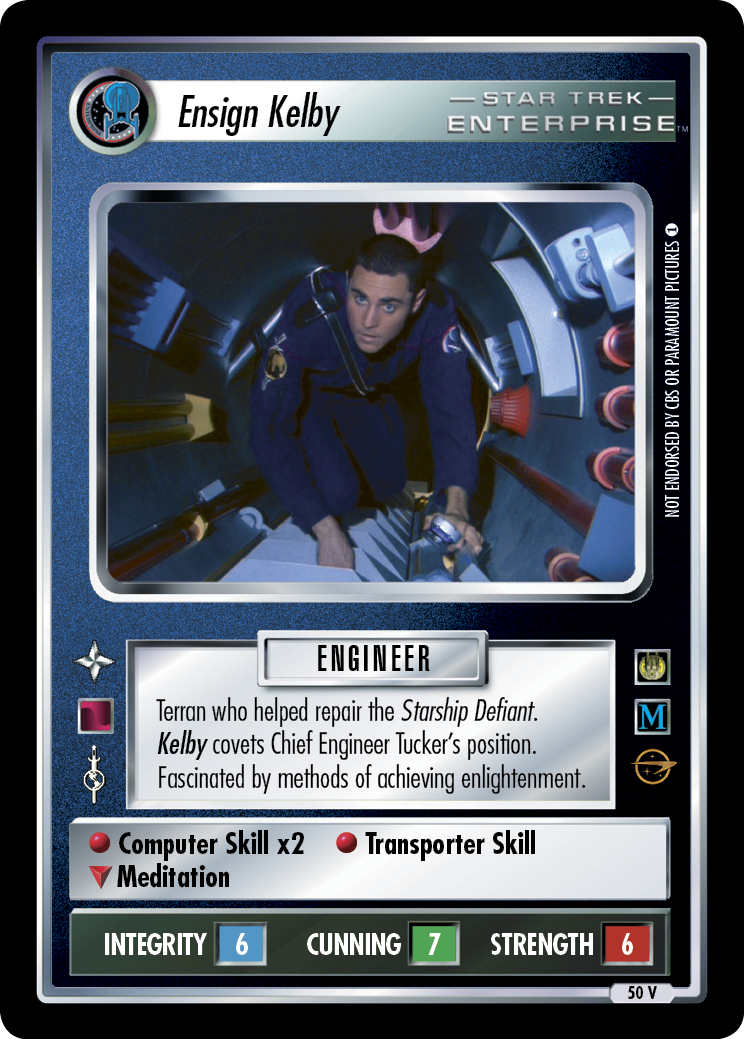 Ensign Kelby
STAR TREK
ENTERPRISE™
NOT ENDORSED BY CBS OR PARAMOUNT PICTURES 1
ENGINEER
Terran who helped repair the Starship Defiant.
Kelby covets Chief Engineer Tucker's position.
Fascinated by methods of achieving enlightenment.
M
Computer Skill x2 Transporter Skill
Meditation
INTEGRITY 6 CUNNING 7 STRENGTH 6
50 V